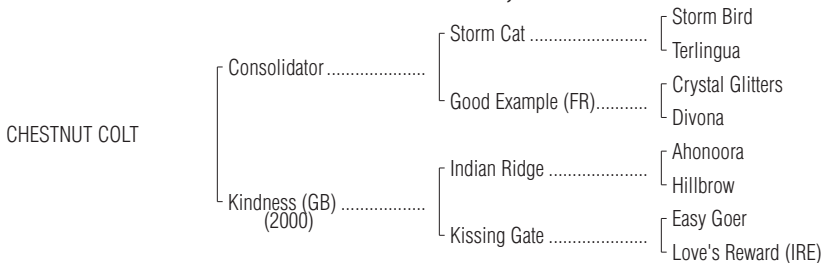 Storm Bird
Storm Cat ......................
Terlingua
Consolidator ....................
Crystal Glitters
Good Example (FR)...........
Divona
CHESTNUT COLT
Ahonoora
Indian Ridge .....................
Hillbrow
Kindness (GB) .................
(2000)
Easy Goer
Kissing Gate .....................
Love's Reward (IRE)